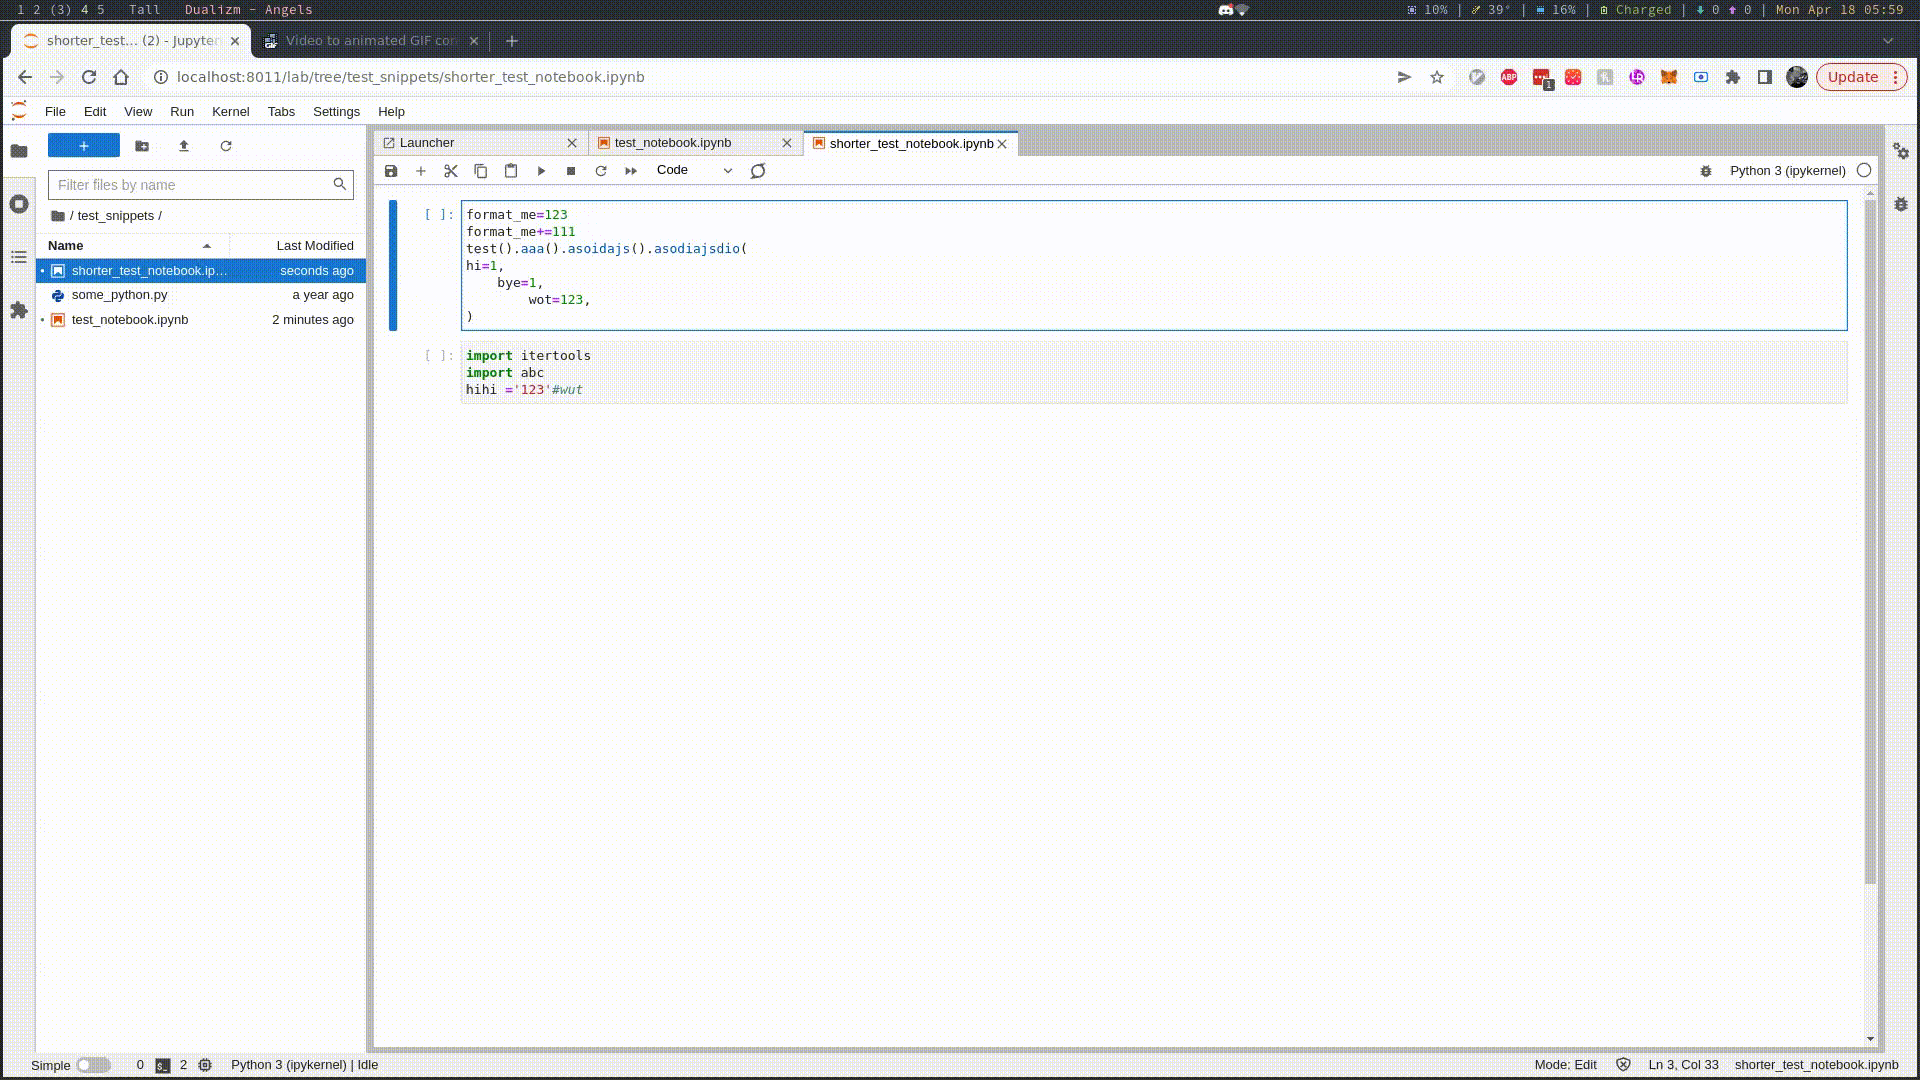 1 2 (3) 4 5 Tall Dualizm - Angels
10% | 39° | 16% | Charged | 0 0 | Mon Apr 18 05:59
shorter_test... (2) - Jupyter
Video to animated GIF con
localhost:8011/lab/tree/test_snippets/shorter_test_notebook.ipynb
ABP
1
Update
File Edit View Run Kernel Tabs Settings Help
Filter files by name
/ test_snippets /
Name Last Modified
shorter_test_notebook.ip... seconds ago
some_python.py a year ago
test_notebook.ipynb 2 minutes ago
Launcher
test_notebook.ipynb
shorter_test_notebook.ipynb
Code
Python 3 (ipykernel)
[ ]: format_me=123
format_me+=111
test().aaa().asoidajs().asodiajsdio(
hi=1,
    bye=1,
        wot=123,
)
[ ]: import itertools
import abc
hihi ='123'#wut
Simple 0 2 Python 3 (ipykernel) | Idle
Mode: Edit Ln 3, Col 33 shorter_test_notebook.ipynb